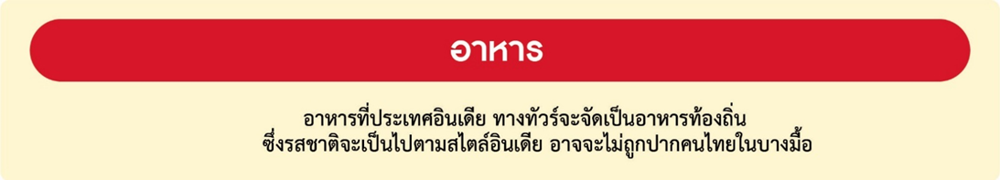 อาหาร
อาหารที่ประเทศอินเดีย ทางทัวร์จะจัดเป็นอาหารท้องถิ่น
ซึ่งรสชาติจะเป็นไปตามสไตล์อินเดีย อาจจะไม่ถูกปากคนไทยในบางมื้อ